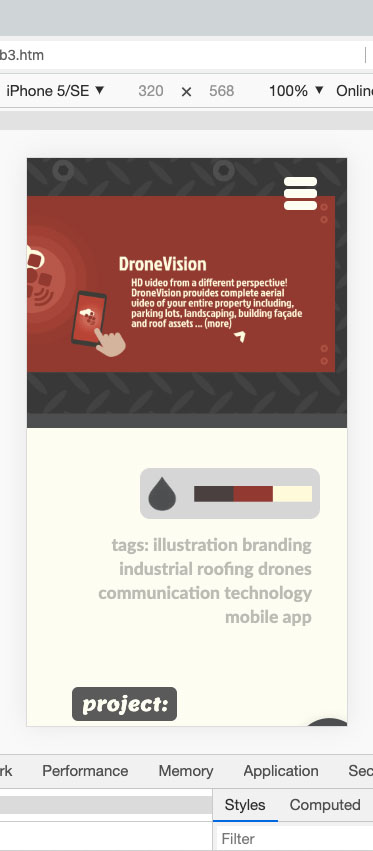 b3.htm
iPhone 5/SE ▼ 320 × 568 100% ▼ Online
DroneVision
HD video from a different perspective!
DroneVision provides complete aerial
video of your entire property including,
parking lots, landscaping, building façade
and roof assets ... (more)
tags: illustration branding
industrial roofing drones
communication technology
mobile app
project:
rk Performance Memory Application Sec
Styles Computed
Filter